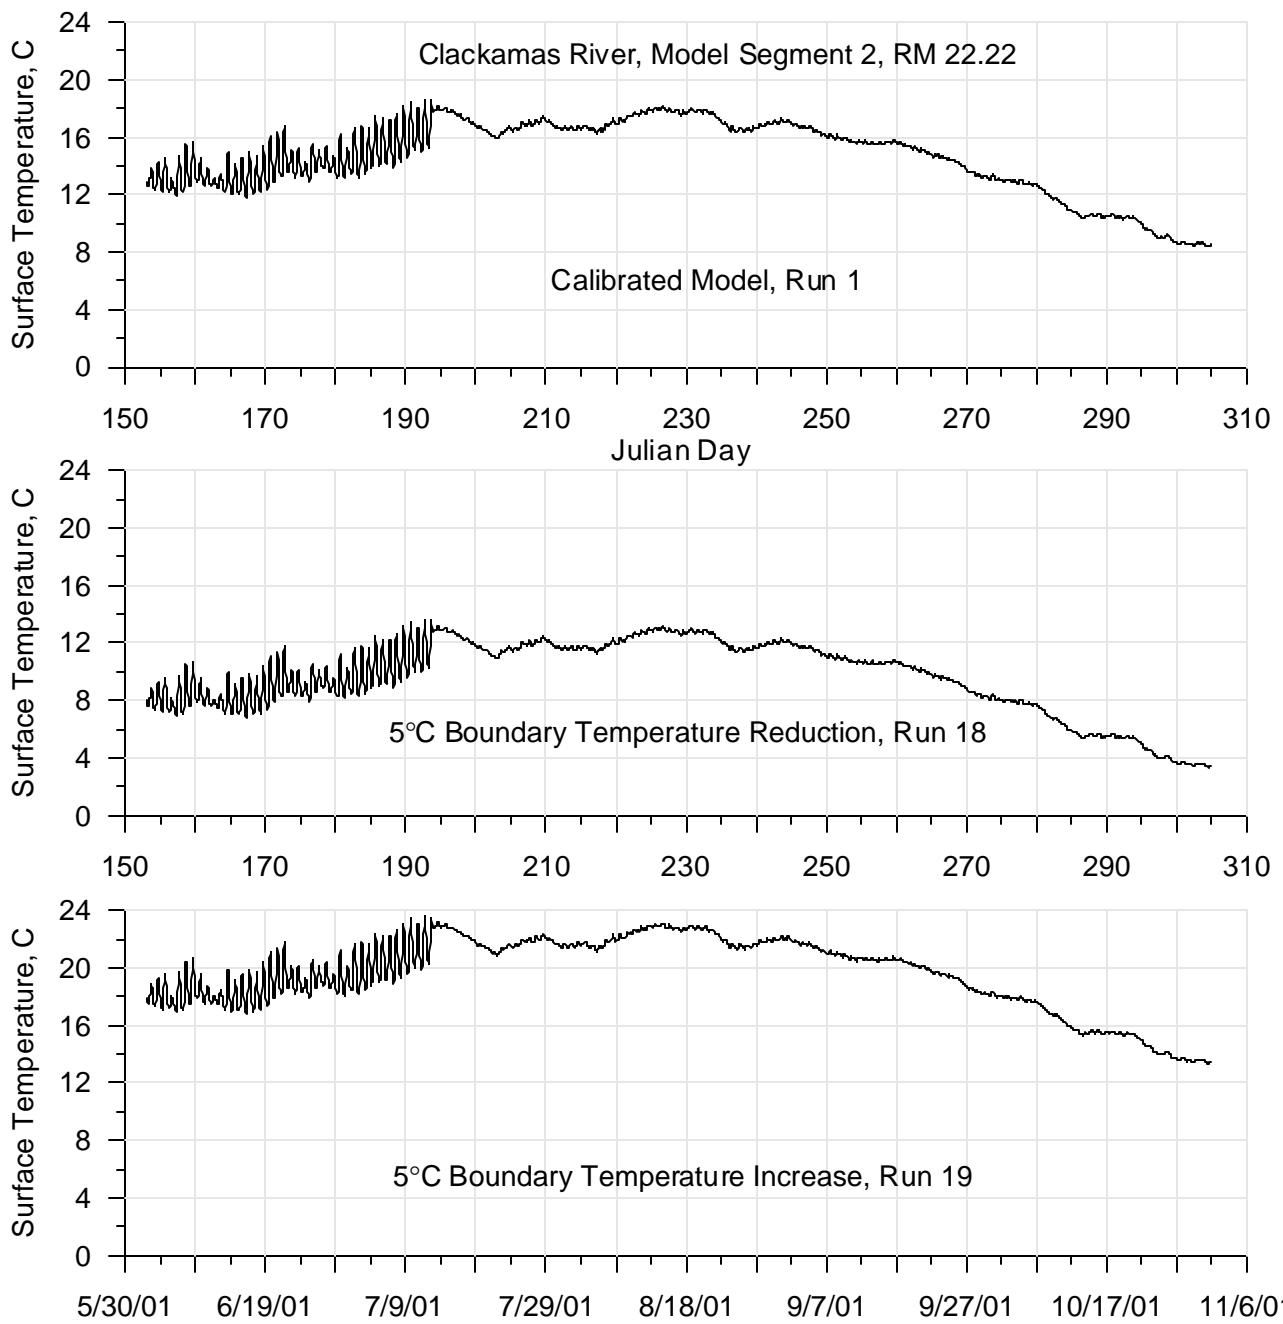 24
20
16
12
8
4
0
Surface Temperature, C
Clackamas River, Model Segment 2, RM 22.22
Calibrated Model, Run 1
150 170 190 210 230 250 270 290 310
Julian Day
24
20
16
12
8
4
0
Surface Temperature, C
5°C Boundary Temperature Reduction, Run 18
150 170 190 210 230 250 270 290 310
24
20
16
12
8
4
0
Surface Temperature, C
5°C Boundary Temperature Increase, Run 19
5/30/01 6/19/01 7/9/01 7/29/01 8/18/01 9/7/01 9/27/01 10/17/01 11/6/01